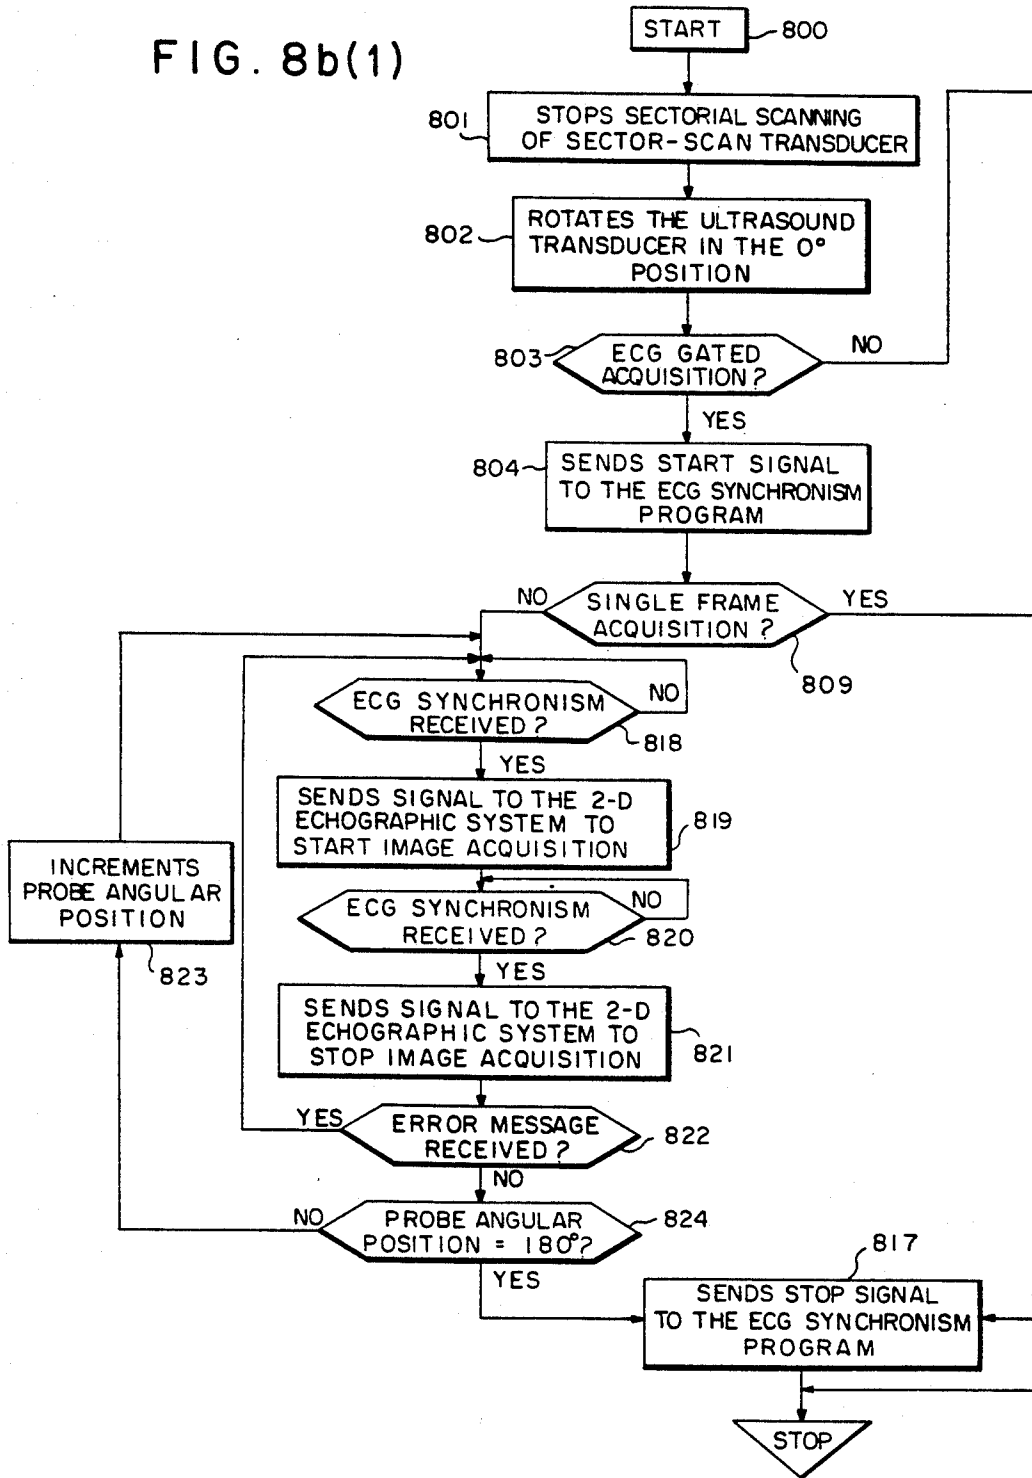 FIG. 8b(1)
START
800
801
STOPS SECTORIAL SCANNING
OF SECTOR-SCAN TRANSDUCER
802
ROTATES THE ULTRASOUND
TRANSDUCER IN THE 0°
POSITION
803
ECG GATED
ACQUISITION?
NO
YES
804
SENDS START SIGNAL
TO THE ECG SYNCHRONISM
PROGRAM
NO
SINGLE FRAME
ACQUISITION?
YES
809
ECG SYNCHRONISM
RECEIVED?
NO
818
YES
SENDS SIGNAL TO THE 2-D
ECHOGRAPHIC SYSTEM TO
START IMAGE ACQUISITION
819
INCREMENTS
PROBE ANGULAR
POSITION
823
ECG SYNCHRONISM
RECEIVED?
NO
820
YES
SENDS SIGNAL TO THE 2-D
ECHOGRAPHIC SYSTEM TO
STOP IMAGE ACQUISITION
821
YES
ERROR MESSAGE
RECEIVED?
822
NO
NO
PROBE ANGULAR
POSITION = 180°?
824
YES
817
SENDS STOP SIGNAL
TO THE ECG SYNCHRONISM
PROGRAM
STOP